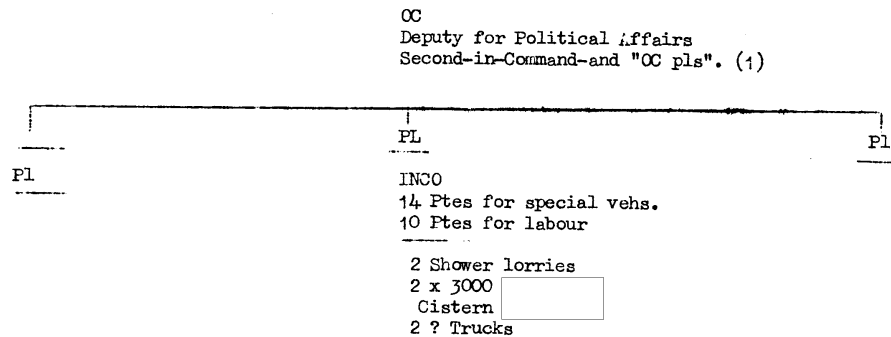 OC
Deputy for Political Affairs
Second-in-Command-and "OC pls". (1)
PL
Pl
Pl
INCO
14 Ptes for special vehs.
10 Ptes for labour
2 Shower lorries
2 x 3000
Cistern
2 ? Trucks